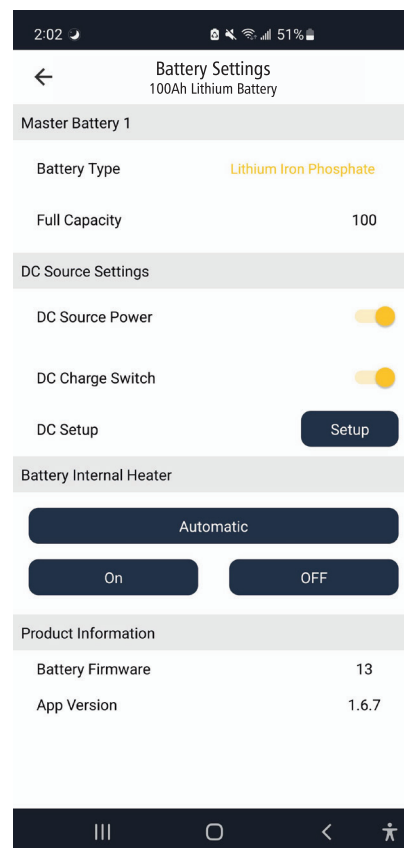 2:02 51%
Battery Settings
100Ah Lithium Battery
Master Battery 1
Battery Type Lithium Iron Phosphate
Full Capacity 100
DC Source Settings
DC Source Power
DC Charge Switch
DC Setup Setup
Battery Internal Heater
Automatic
On OFF
Product Information
Battery Firmware 13
App Version 1.6.7